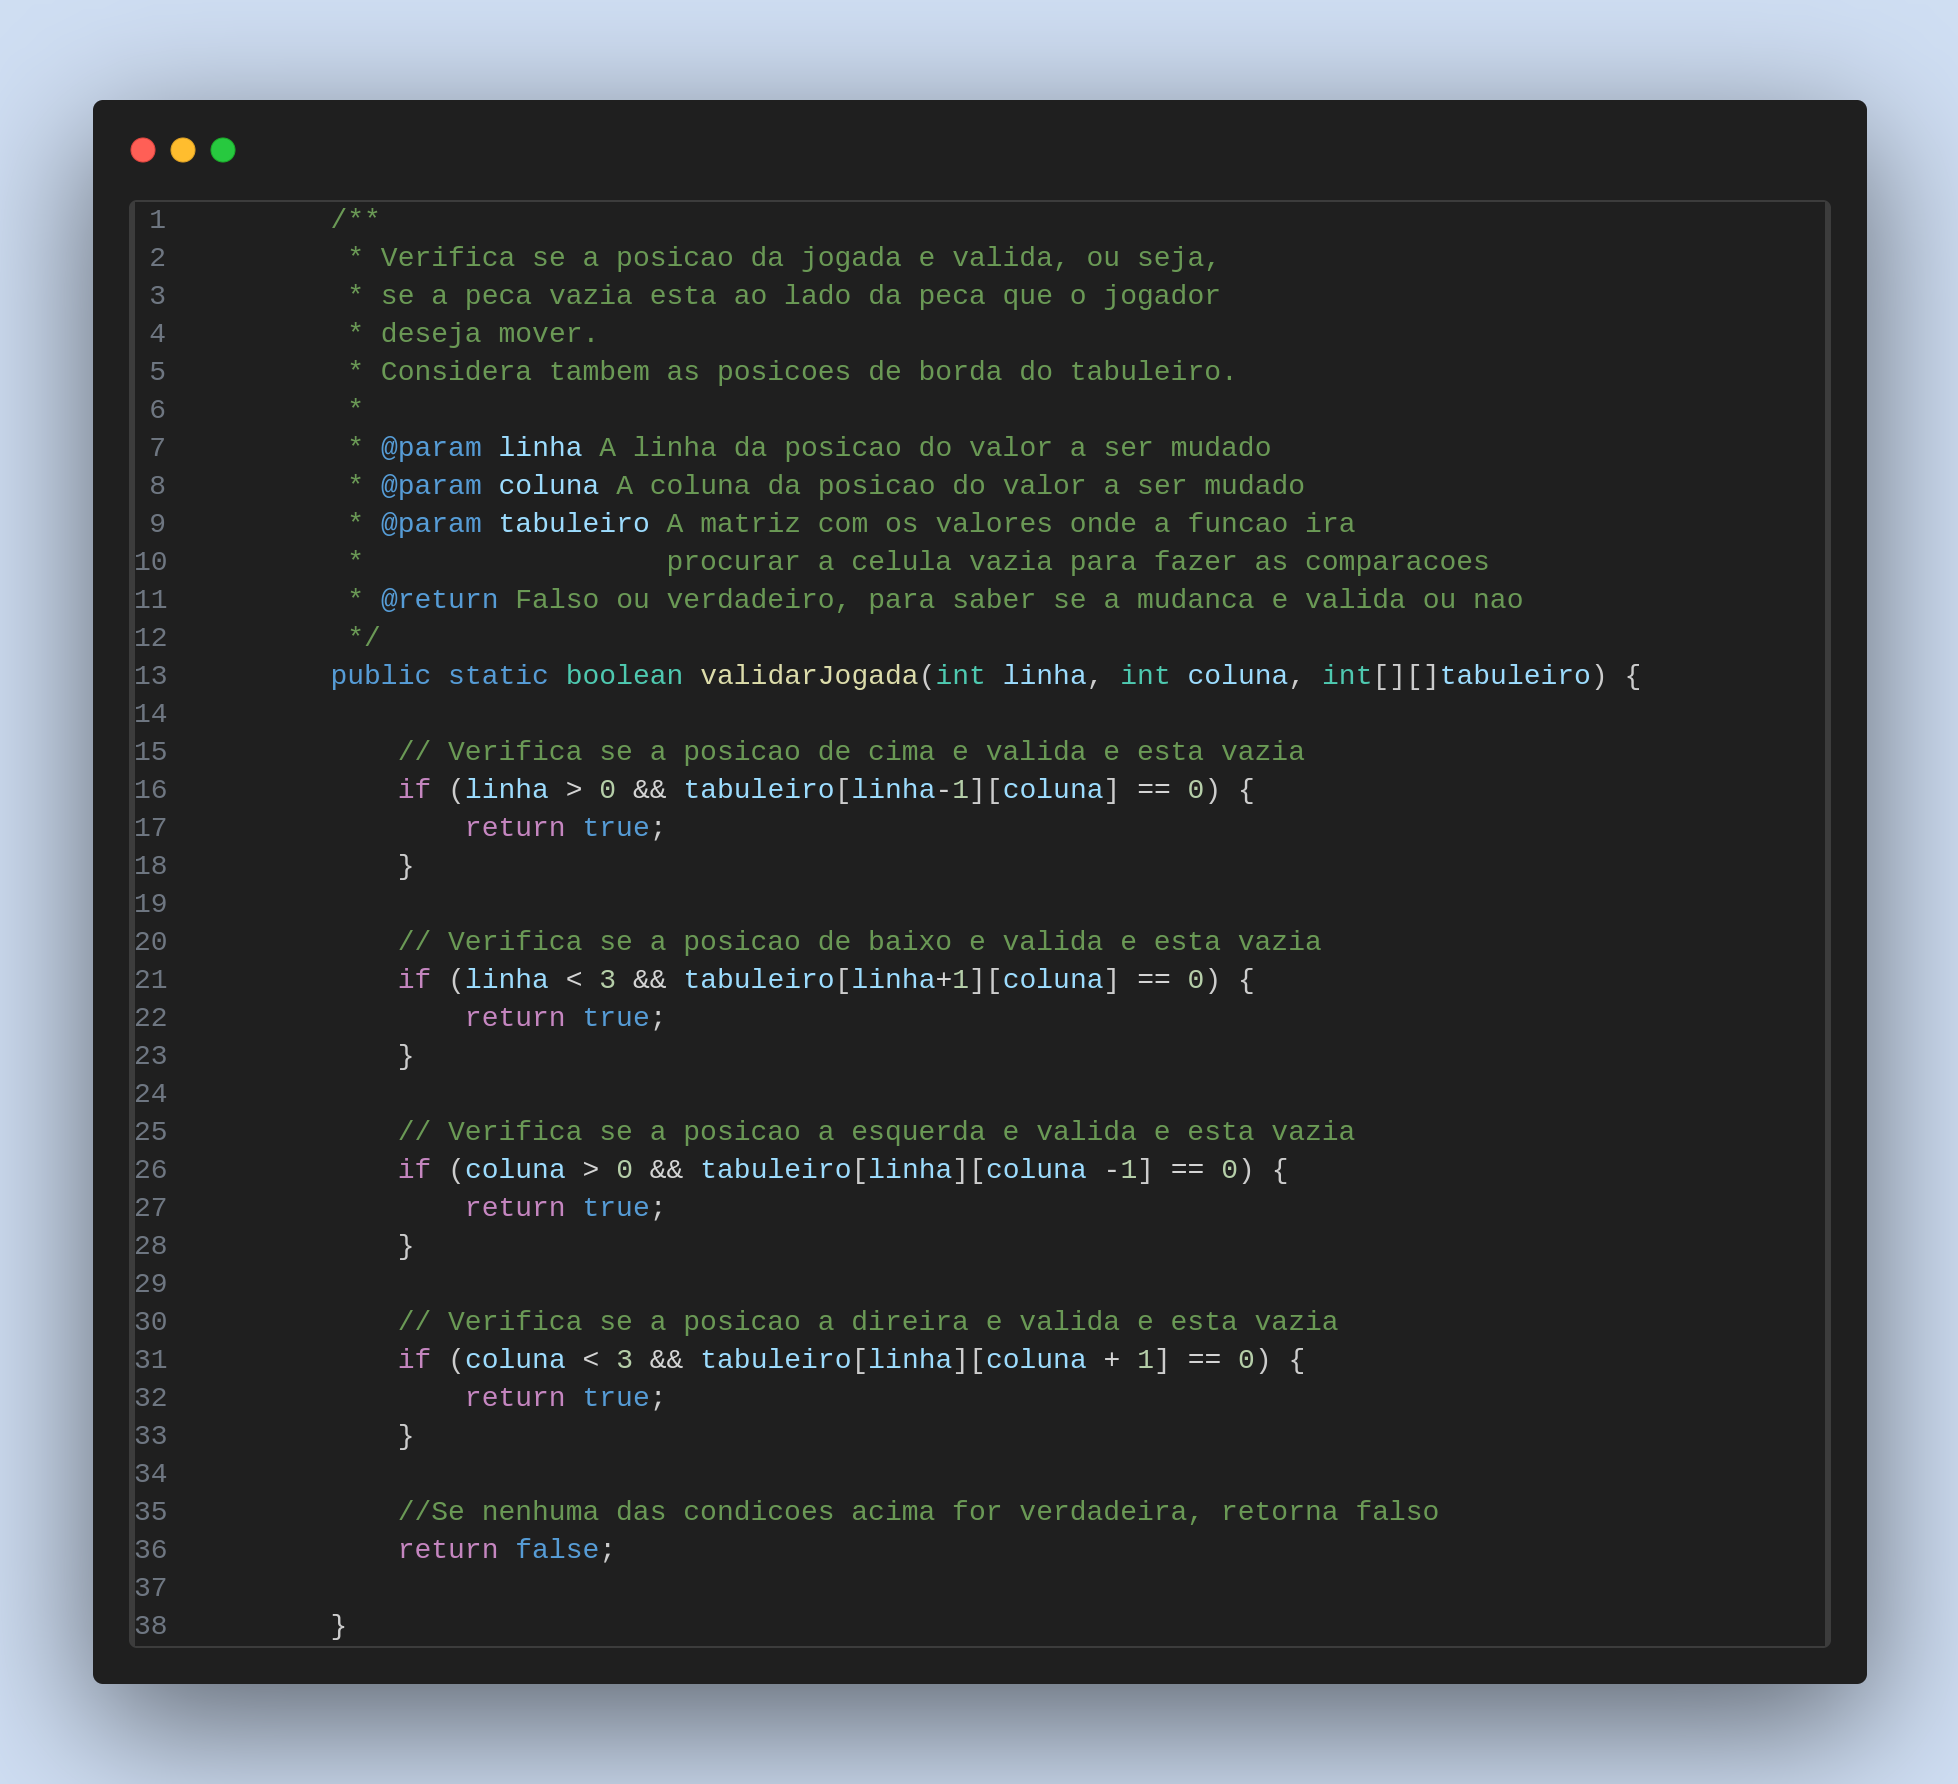 1 /**
2 * Verifica se a posicao da jogada e valida, ou seja,
3 * se a peca vazia esta ao lado da peca que o jogador
4 * deseja mover.
5 * Considera tambem as posicoes de borda do tabuleiro.
6 *
7 * @param linha A linha da posicao do valor a ser mudado
8 * @param coluna A coluna da posicao do valor a ser mudado
9 * @param tabuleiro A matriz com os valores onde a funcao ira
10 * procurar a celula vazia para fazer as comparacoes
11 * @return Falso ou verdadeiro, para saber se a mudanca e valida ou nao
12 */
13 public static boolean validarJogada(int linha, int coluna, int[][]tabuleiro) {
14
15 // Verifica se a posicao de cima e valida e esta vazia
16 if (linha > 0 && tabuleiro[linha-1][coluna] == 0) {
17 return true;
18 }
19
20 // Verifica se a posicao de baixo e valida e esta vazia
21 if (linha < 3 && tabuleiro[linha+1][coluna] == 0) {
22 return true;
23 }
24
25 // Verifica se a posicao a esquerda e valida e esta vazia
26 if (coluna > 0 && tabuleiro[linha][coluna -1] == 0) {
27 return true;
28 }
29
30 // Verifica se a posicao a direira e valida e esta vazia
31 if (coluna < 3 && tabuleiro[linha][coluna + 1] == 0) {
32 return true;
33 }
34
35 //Se nenhuma das condicoes acima for verdadeira, retorna falso
36 return false;
37
38 }